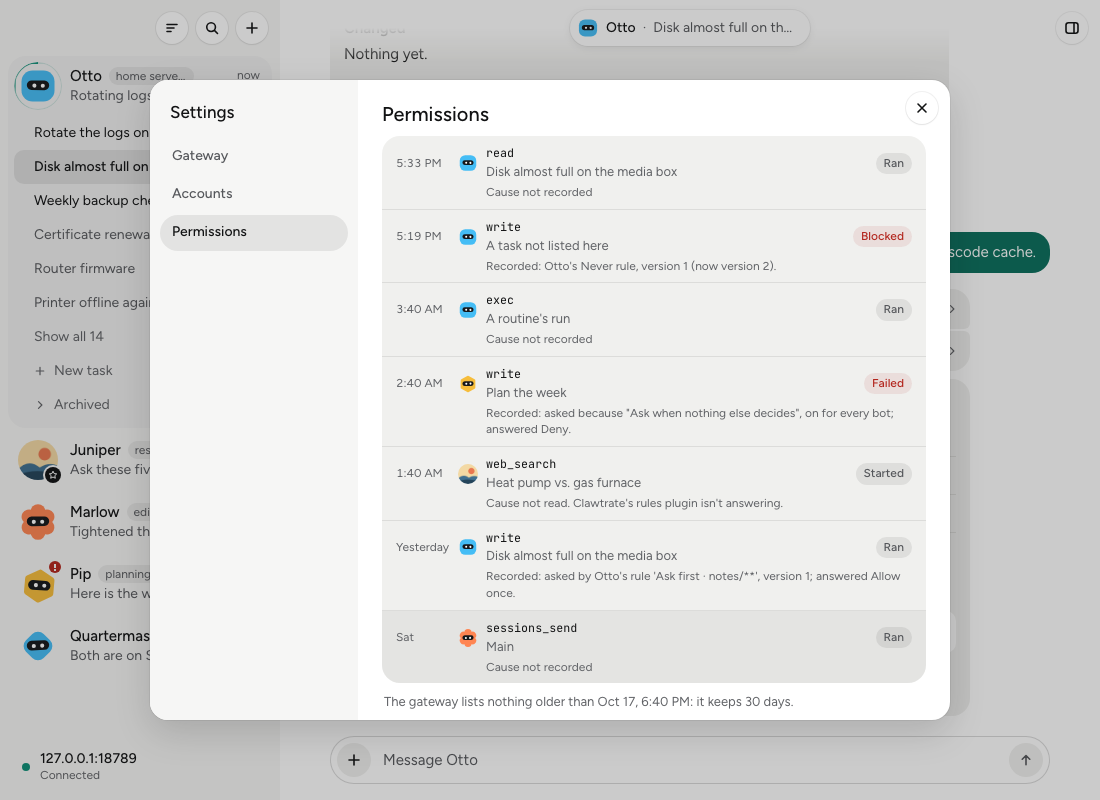 Otto · Disk almost full on th...
Changed
Nothing yet.
Otto
home serve...
now
Rotating logs
Rotate the logs on
Disk almost full on
Weekly backup che
Certificate renewa
Router firmware
Printer offline again
Show all 14
New task
Archived
Juniper
res
Ask these fiv
Marlow
edi
Tightened th
Pip
planning
Here is the w
Quartermas
Both are on S
127.0.0.1:18789
Connected
Settings
Gateway
Accounts
Permissions
Permissions
5:33 PM
read
Ran
Disk almost full on the media box
Cause not recorded
5:19 PM
write
Blocked
A task not listed here
Recorded: Otto's Never rule, version 1 (now version 2).
3:40 AM
exec
Ran
A routine's run
Cause not recorded
2:40 AM
write
Failed
Plan the week
Recorded: asked because "Ask when nothing else decides", on for every bot;
answered Deny.
1:40 AM
web_search
Started
Heat pump vs. gas furnace
Cause not read. Clawtrate's rules plugin isn't answering.
Yesterday
write
Ran
Disk almost full on the media box
Recorded: asked by Otto's rule 'Ask first · notes/**', version 1; answered Allow
once.
Sat
sessions_send
Ran
Main
Cause not recorded
The gateway lists nothing older than Oct 17, 6:40 PM: it keeps 30 days.
scode cache.
Message Otto